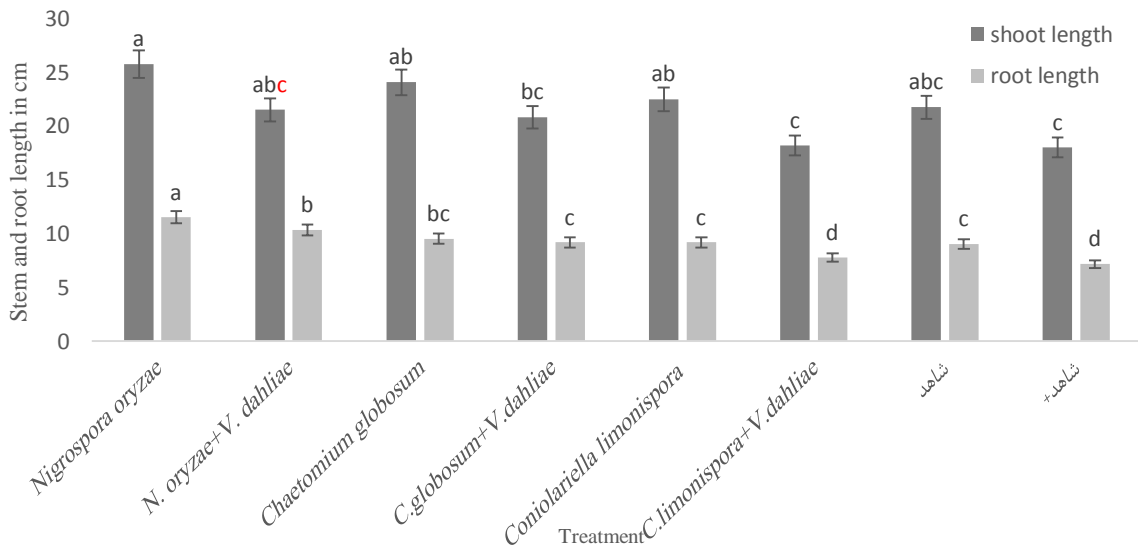 Stem and root length in cm
30
25
20
15
10
5
0
shoot length
root length
a
a
abc
b
ab
bc
bc
c
ab
c
c
d
abc
c
c
d
Nigrospora oryzae
N. oryzae+V. dahliae
Chaetomium globosum
C.globosum+V.dahliae
Coniolariella limonispora
C.limonispora+V.dahliae
شاهد
شاهد+
Treatment